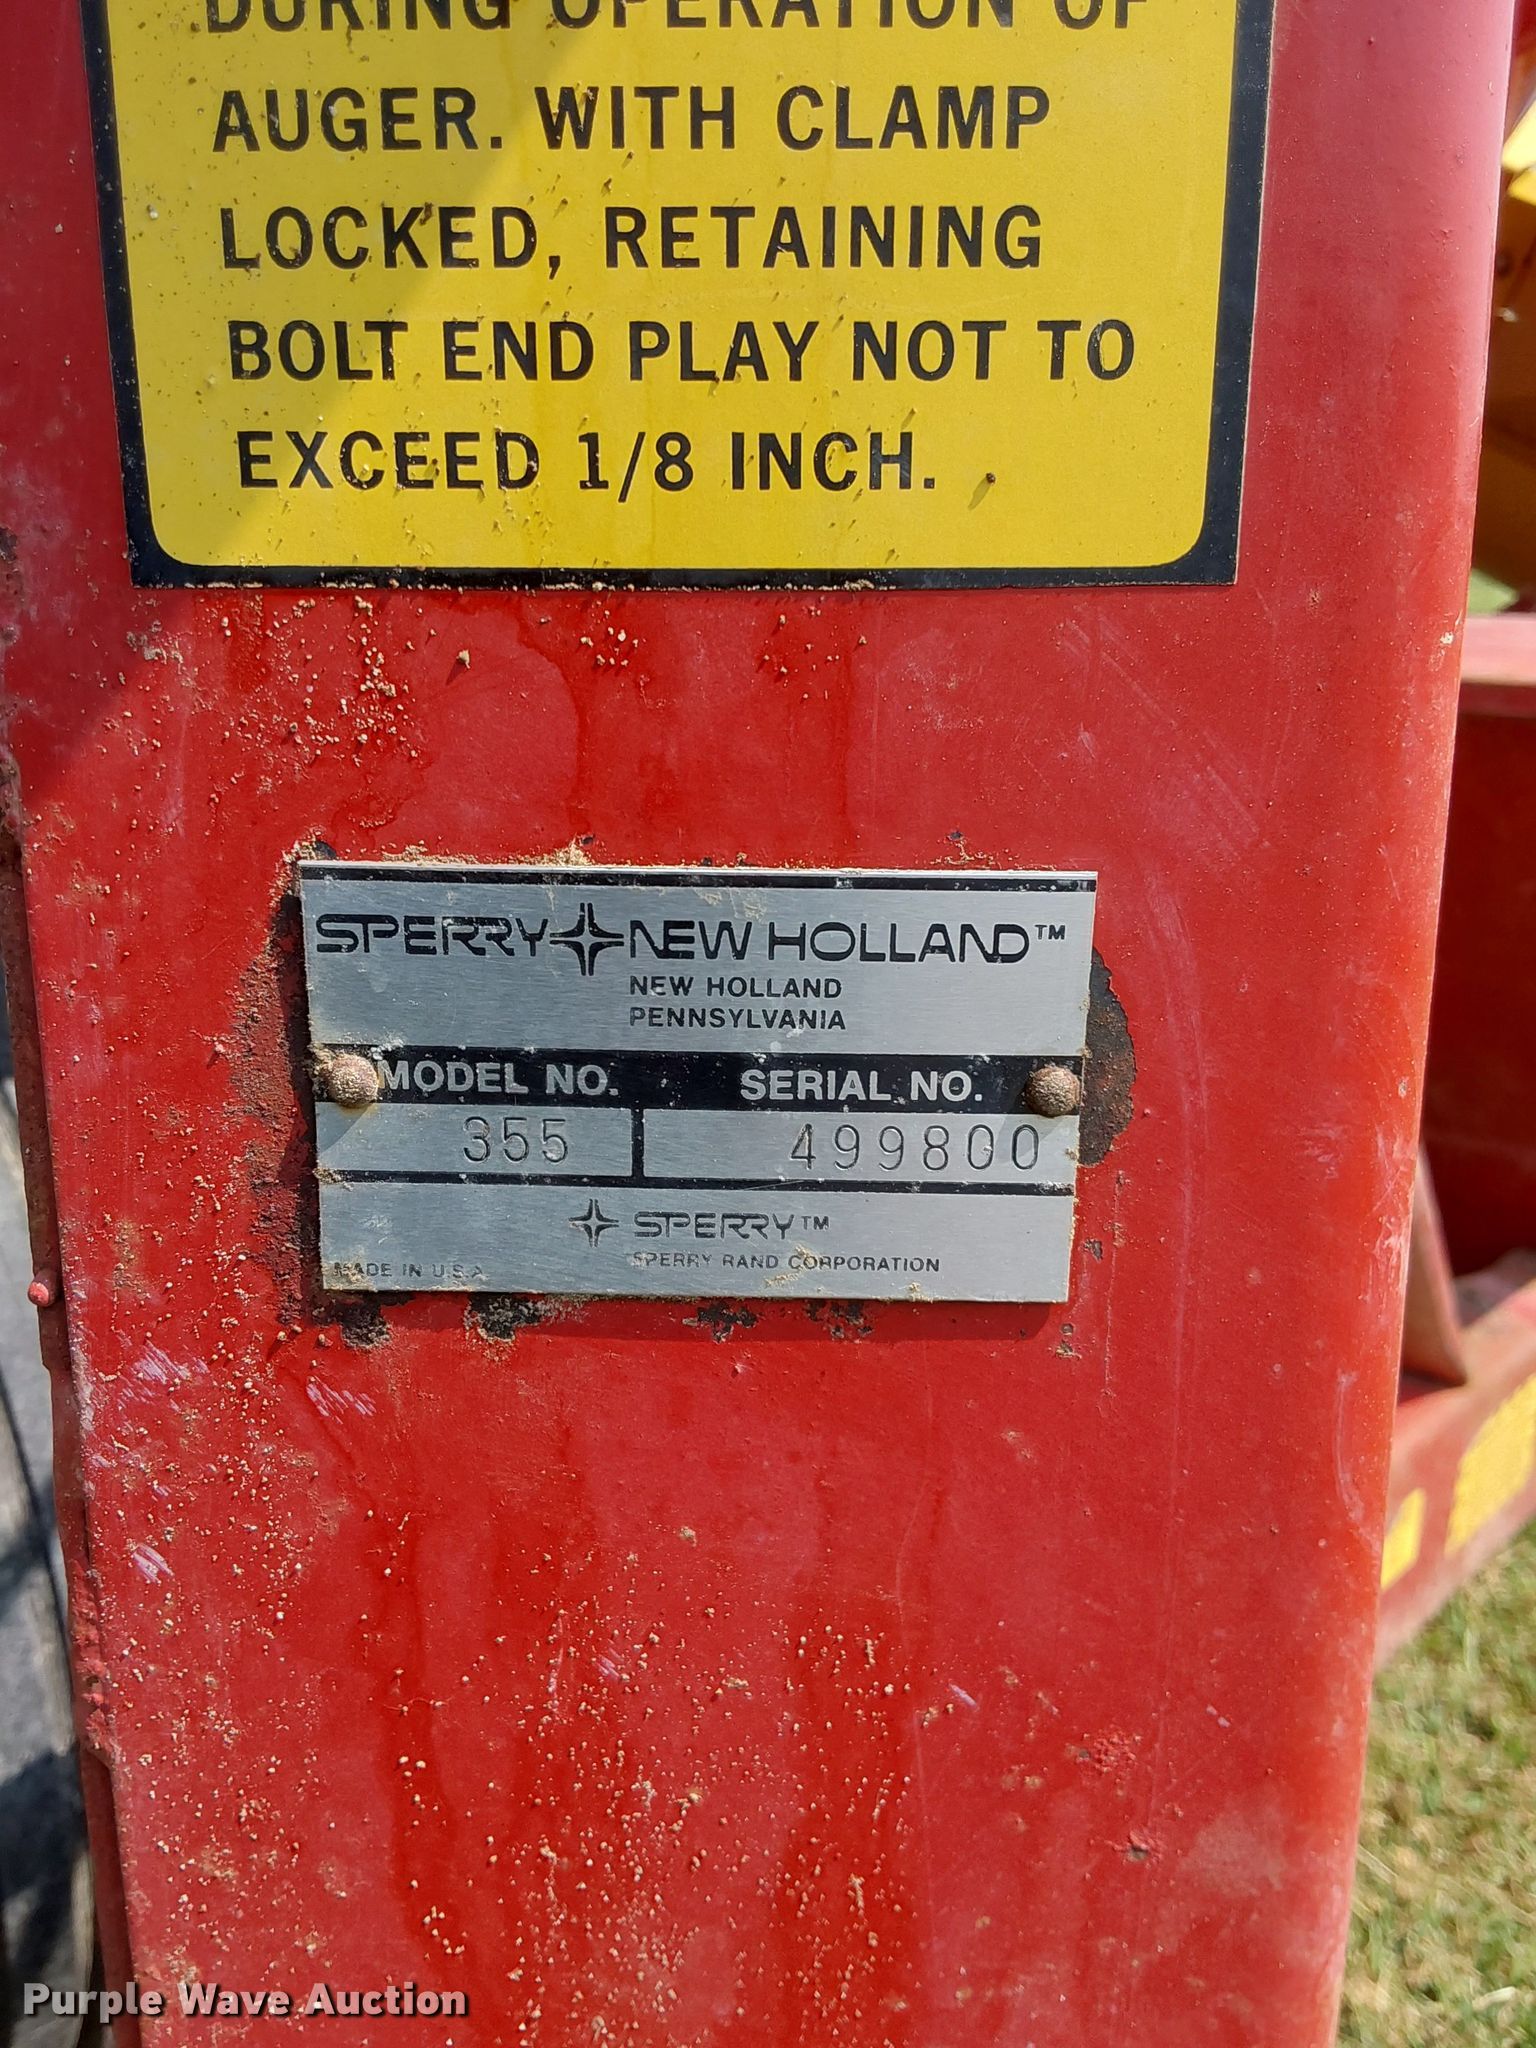 DURING OPERATION OF
AUGER. WITH CLAMP
LOCKED, RETAINING
BOLT END PLAY NOT TO
EXCEED 1/8 INCH.
SPERRY NEW HOLLAND™
NEW HOLLAND
PENNSYLVANIA
MODEL NO. SERIAL NO.
355 499800
SPERRY™
SPERRY RAND CORPORATION
MADE IN U.S.A.
Purple Wave Auction